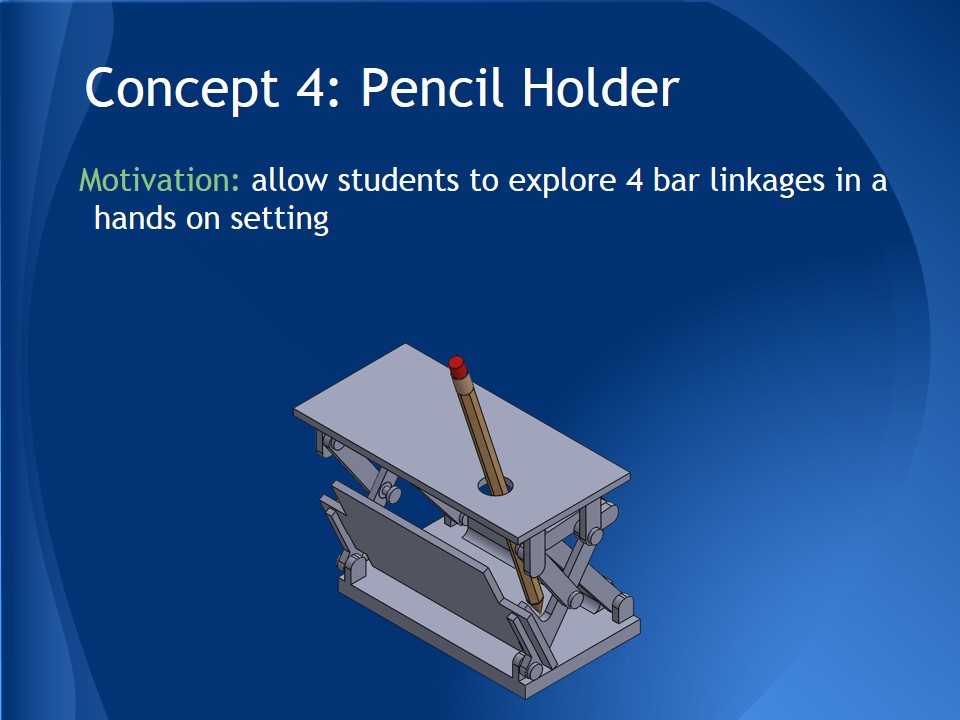 Concept 4: Pencil Holder
Motivation: allow students to explore 4 bar linkages in a
hands on setting